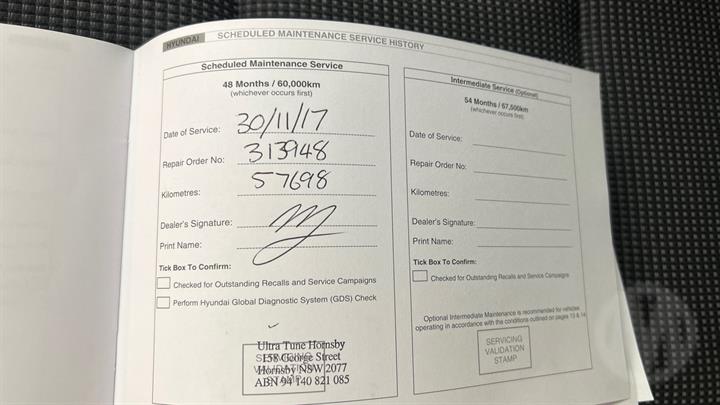 HYUNDAI SCHEDULED MAINTENANCE SERVICE HISTORY
Scheduled Maintenance Service
48 Months / 60,000km
(whichever occurs first)
Date of Service: 30/11/17
Repair Order No: 313948
Kilometres: 57698
Dealer's Signature:
Print Name:
Tick Box To Confirm:
Checked for Outstanding Recalls and Service Campaigns
Perform Hyundai Global Diagnostic System (GDS) Check
Ultra Tune Hornsby
158 George Street
Hornsby NSW 2077
ABN 94 140 821 085
SERVICING
VALIDATION
STAMP
Intermediate Service (Optional)
54 Months / 67,500km
(whichever occurs first)
Date of Service:
Repair Order No:
Kilometres:
Dealer's Signature:
Print Name:
Tick Box To Confirm:
Checked for Outstanding Recalls and Service Campaigns
Optional Intermediate Maintenance is recommended for vehicles
operating in accordance with the conditions outlined on pages 13 & 14
SERVICING
VALIDATION
STAMP